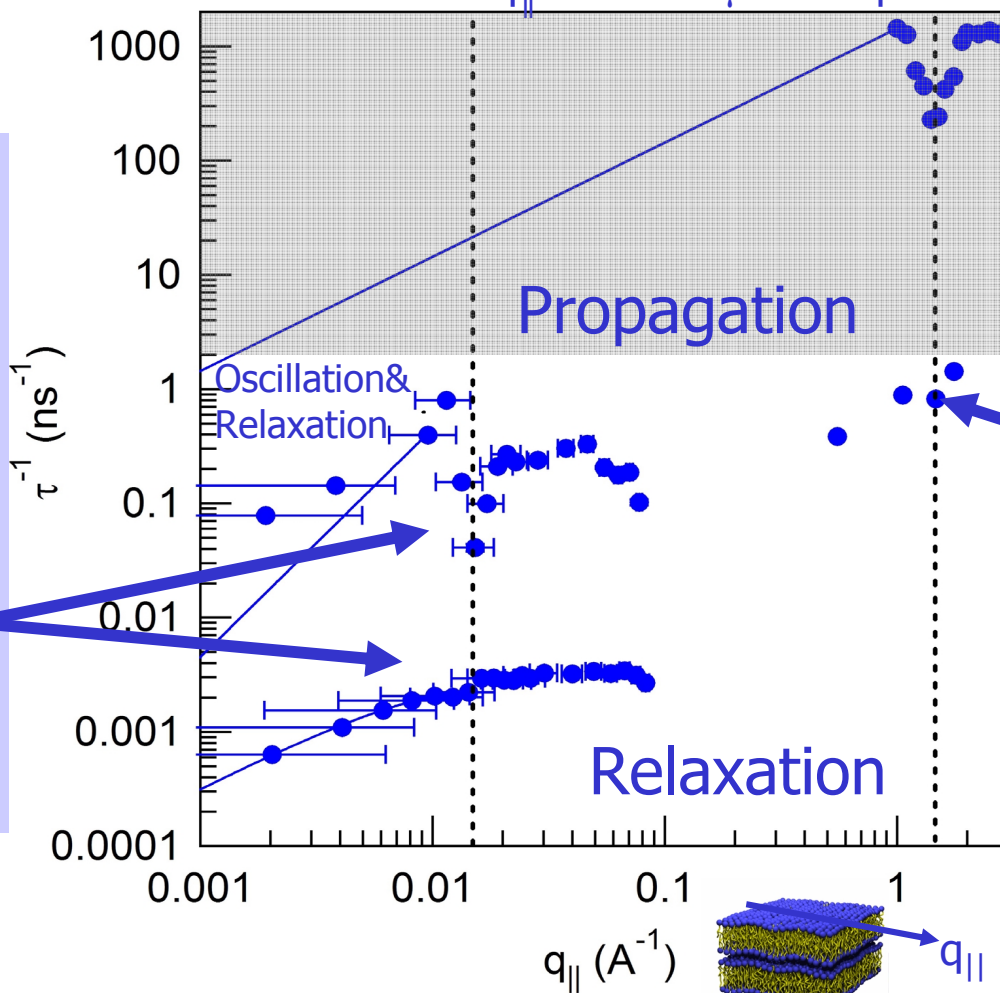 q||
1000
100
10
1
0.1
0.01
0.001
0.0001
τ⁻¹ (ns⁻¹)
Propagation
Oscillation&
Relaxation
Relaxation
0.001
0.01
0.1
1
q|| (A⁻¹)
q||